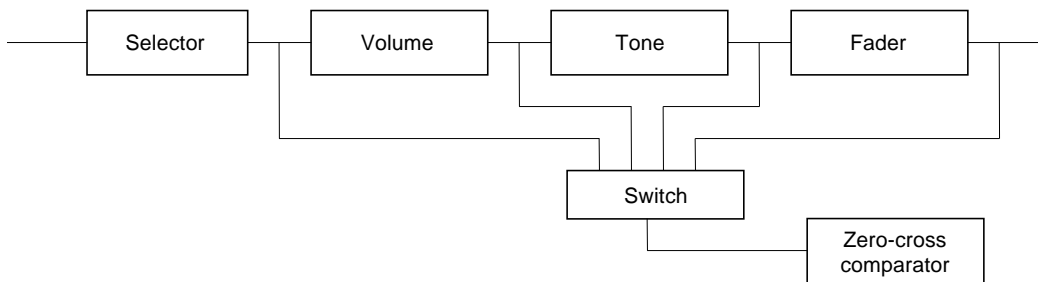 Selector
Volume
Tone
Fader
Switch
Zero-cross
comparator